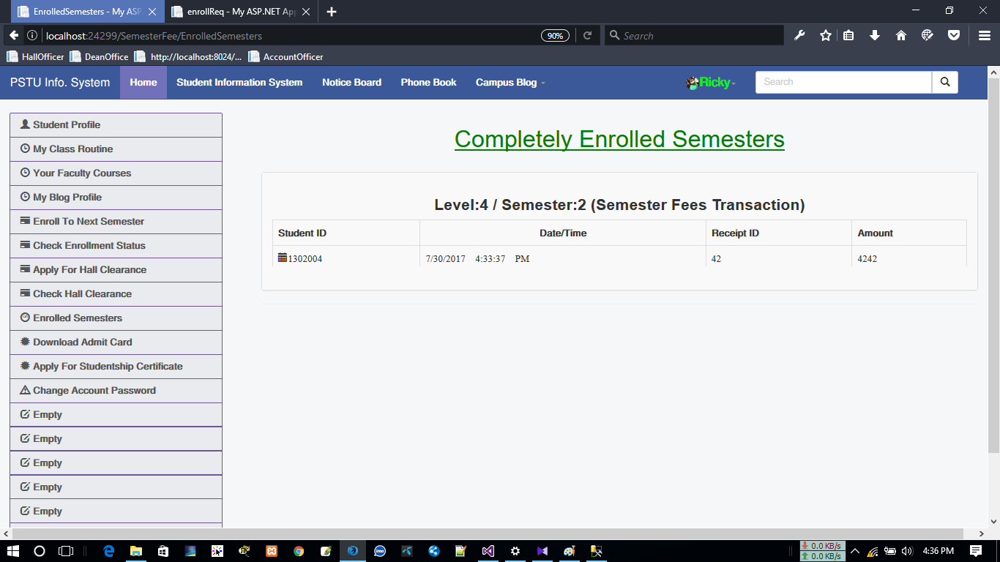 EnrolledSemesters - My ASP
enrollReq - My ASP.NET App
localhost:24299/SemesterFee/EnrolledSemesters
90%
Search
HallOfficer
DeanOffice
http://localhost:8024/...
AccountOfficer
PSTU Info. System
Home
Student Information System
Notice Board
Phone Book
Campus Blog
Ricky
Search
Student Profile
My Class Routine
Your Faculty Courses
My Blog Profile
Enroll To Next Semester
Check Enrollment Status
Apply For Hall Clearance
Check Hall Clearance
Enrolled Semesters
Download Admit Card
Apply For Studentship Certificate
Change Account Password
Empty
Empty
Empty
Empty
Empty
Completely Enrolled Semesters
Level:4 / Semester:2 (Semester Fees Transaction)
Student ID Date/Time Receipt ID Amount
1302004 7/30/2017 4:33:37 PM 42 4242
imo
0.0 KB/s
0.0 KB/s
4:36 PM